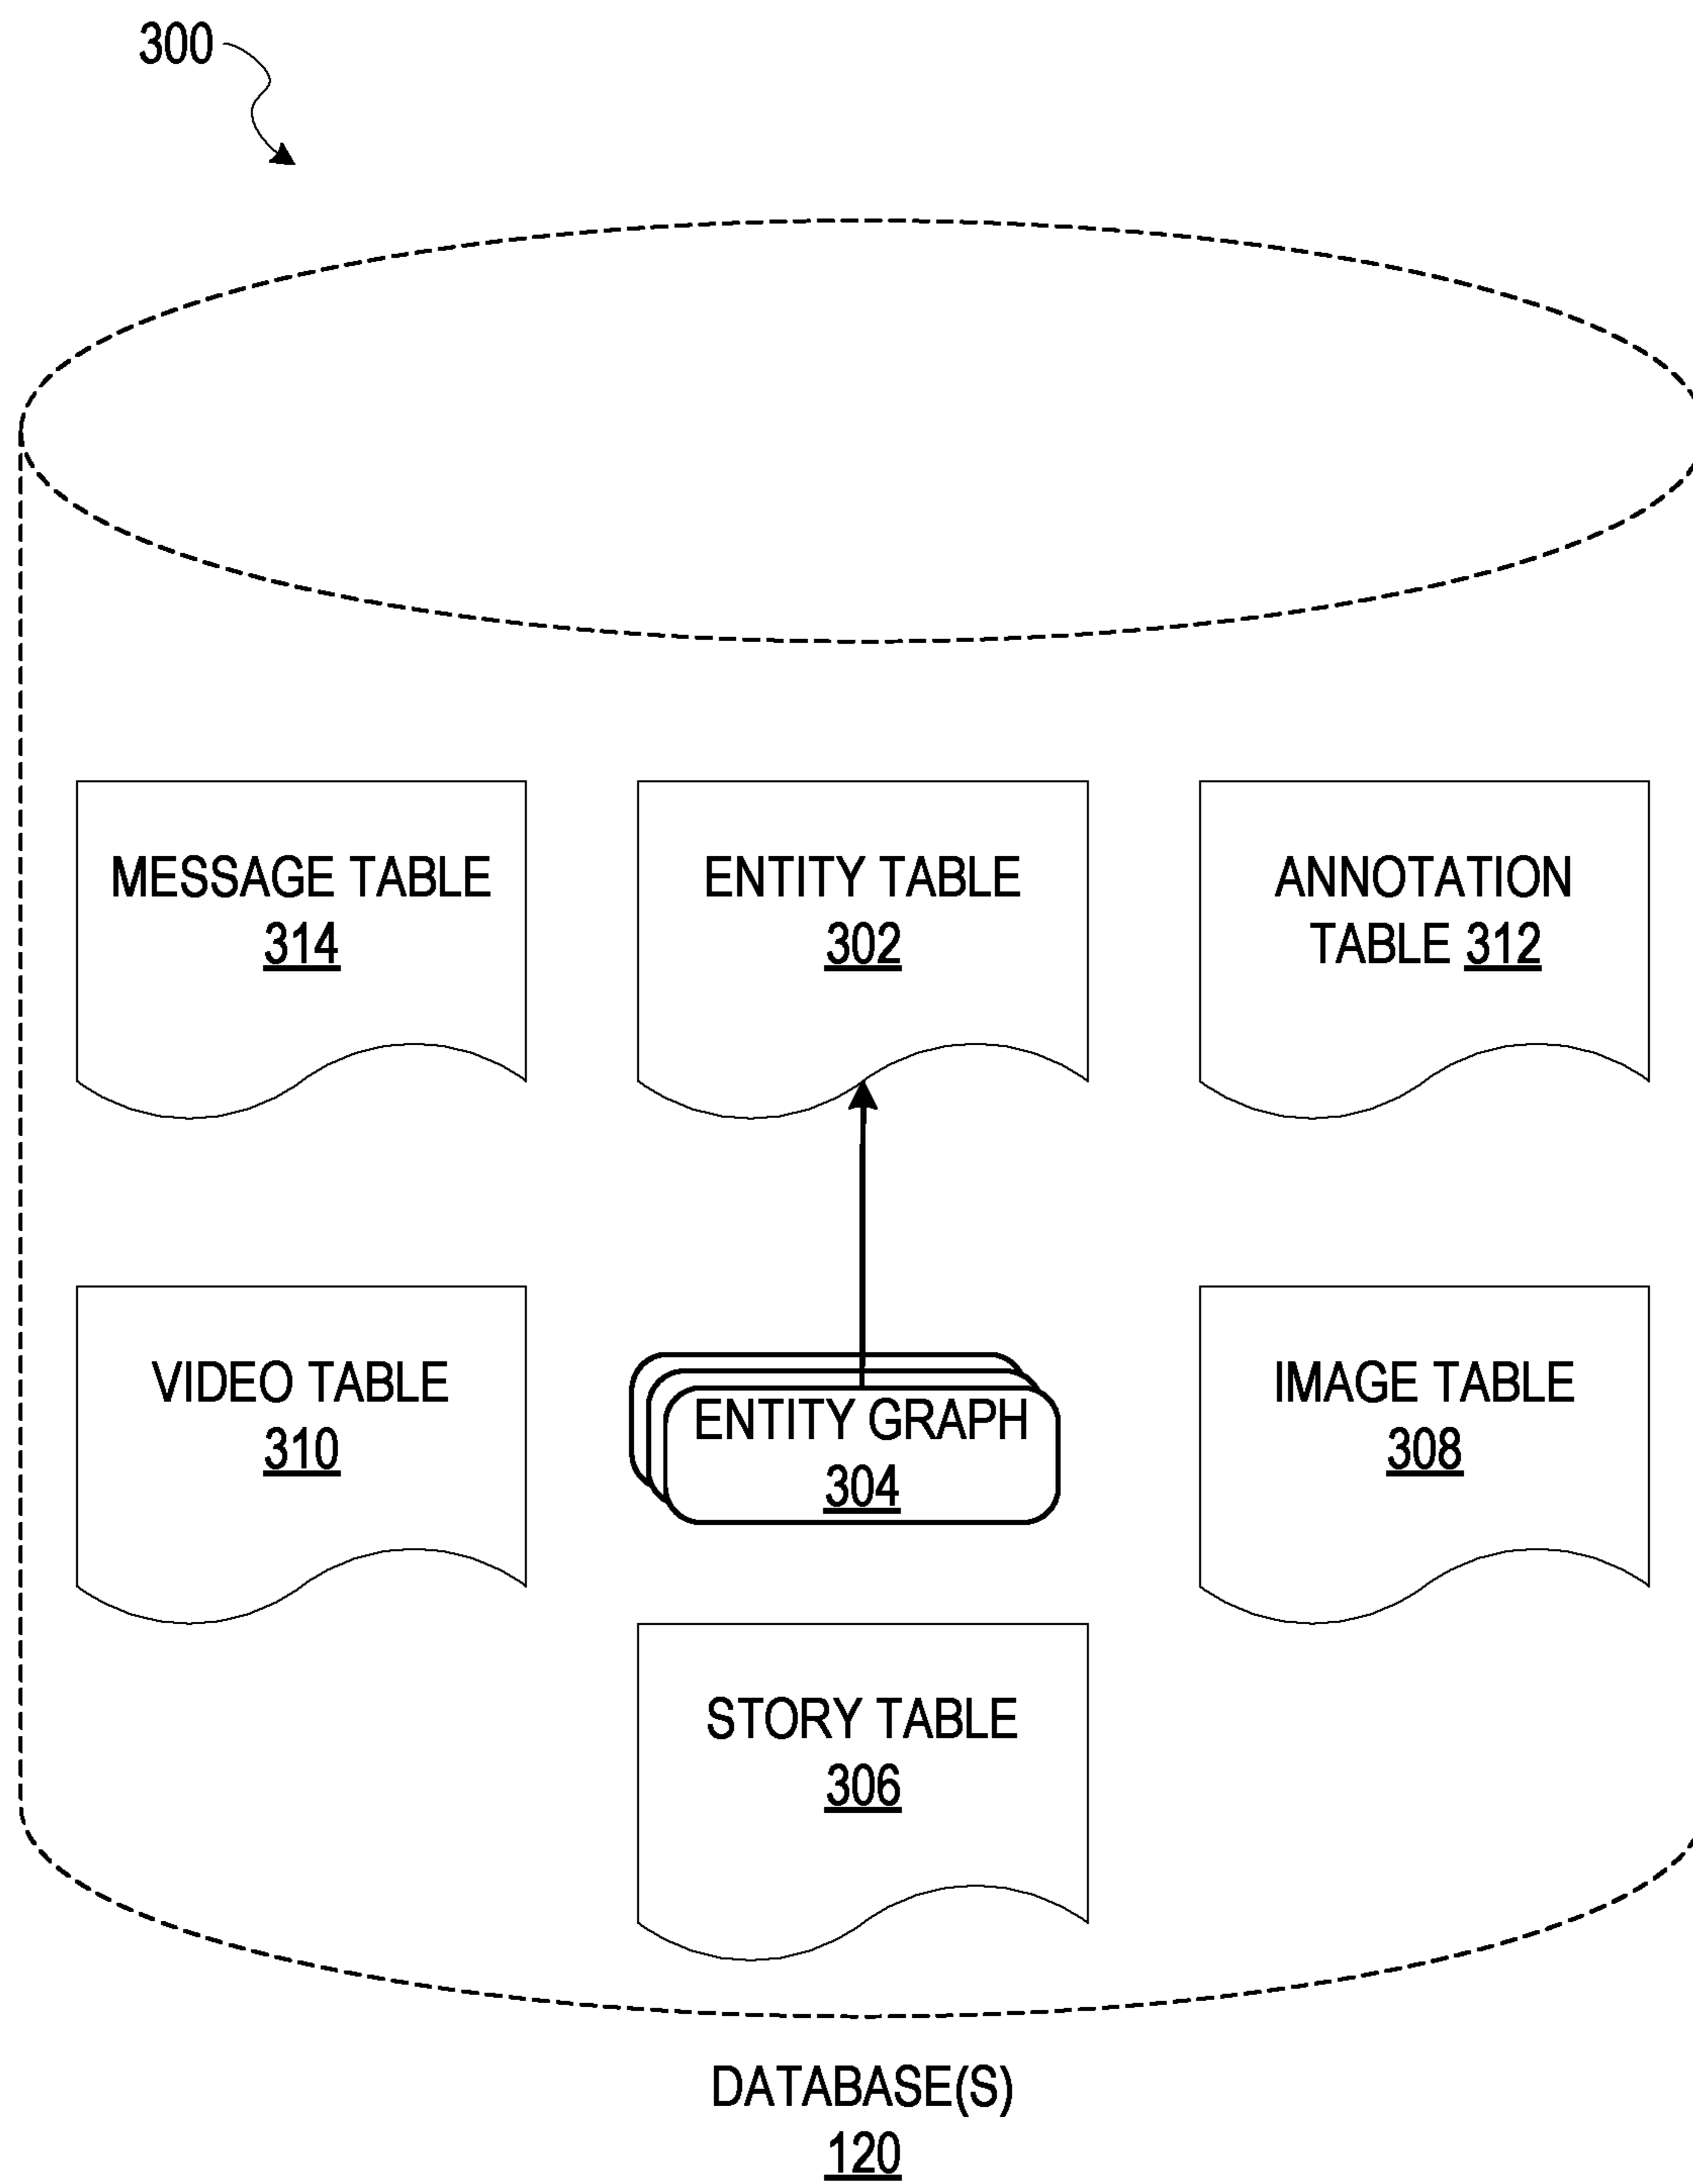 300
MESSAGE TABLE
314
ENTITY TABLE
302
ANNOTATION
TABLE 312
VIDEO TABLE
310
ENTITY GRAPH
304
IMAGE TABLE
308
STORY TABLE
306
DATABASE(S)
120